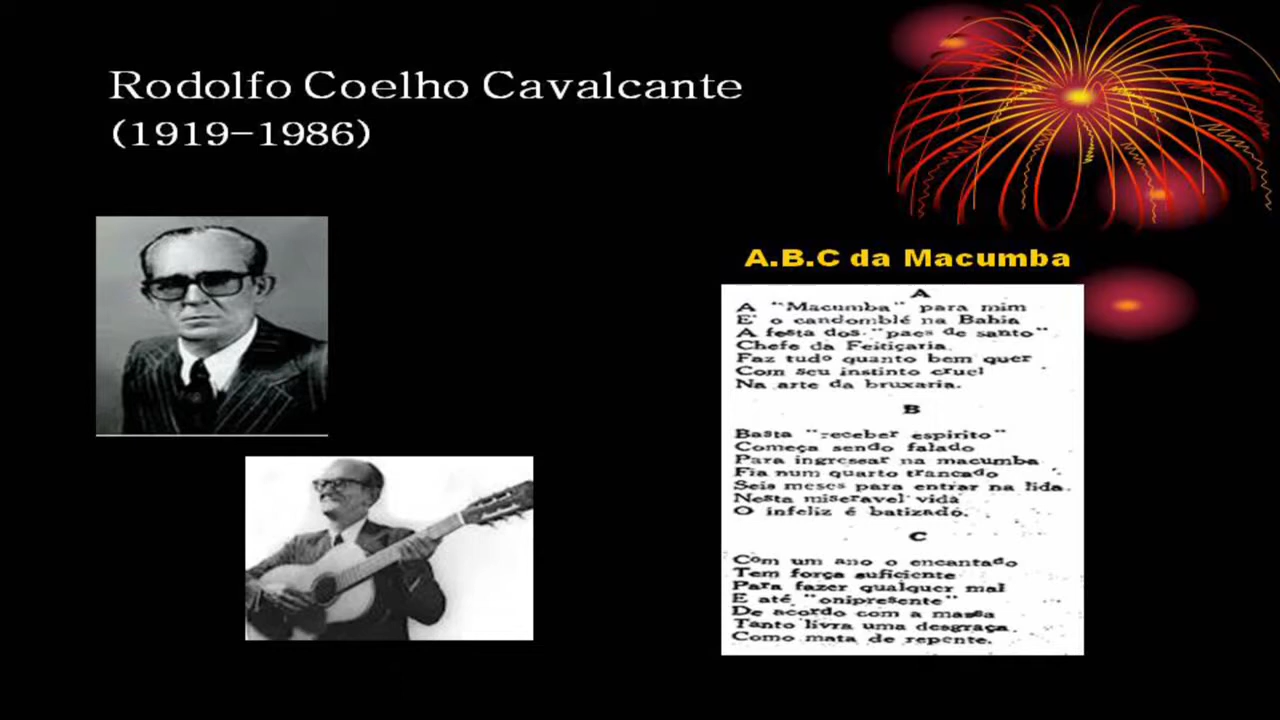 Rodolfo Coelho Cavalcante
(1919-1986)
A.B.C da Macumba
A
A "Macumba" para mim
E' o candomblé na Bahia
A festa dos "paes de santo"
Chefe da Feitiçaria
Faz tudo quanto bem quer
Com seu instinto cruel
Na arte da bruxaria.
B
Basta "receber espirito"
Começa sendo falado
Para ingressar na macumba
Fia num quarto trancado
Seis meses para entrar na lida.
Nesta miseravel vida
O infeliz é batizado.
C
Com um ano o encantado
Tem força suficiente
Para fazer qualquer mal
E até "onipresente"
De acordo com a massa
Tanto livra uma desgraça.
Como mata de repente.